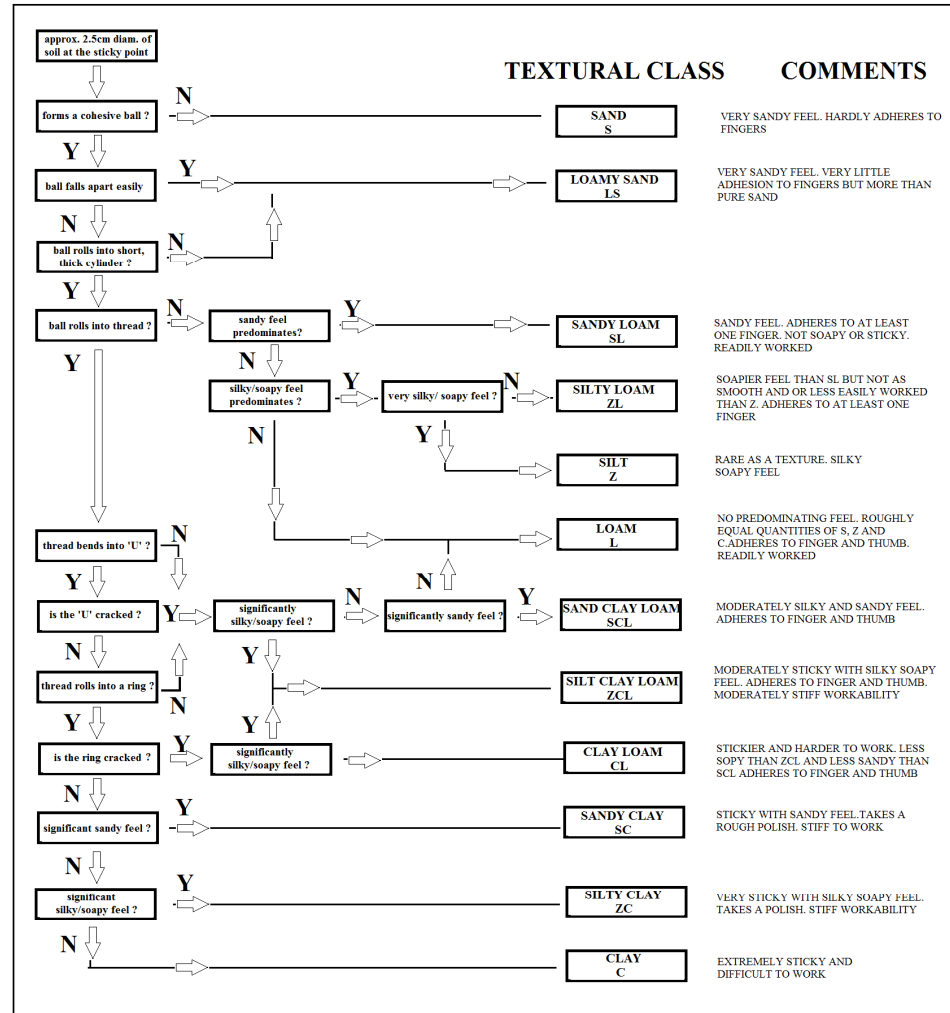 approx. 2.5cm diam. of
soil at the sticky point
TEXTURAL CLASS
COMMENTS
forms a cohesive ball ?
N
SAND
S
VERY SANDY FEEL. HARDLY ADHERES TO
FINGERS
Y
ball falls apart easily
Y
LOAMY SAND
LS
VERY SANDY FEEL. VERY LITTLE
ADHESION TO FINGERS BUT MORE THAN
PURE SAND
N
ball rolls into short,
thick cylinder ?
N
Y
ball rolls into thread ?
N
sandy feel
predominates?
Y
SANDY LOAM
SL
SANDY FEEL. ADHERES TO AT LEAST
ONE FINGER. NOT SOAPY OR STICKY.
READILY WORKED
Y
N
silky/soapy feel
predominates ?
Y
very silky/ soapy feel ?
N
SILTY LOAM
ZL
SOAPIER FEEL THAN SL BUT NOT AS
SMOOTH AND OR LESS EASILY WORKED
THAN Z. ADHERES TO AT LEAST ONE
FINGER
N
Y
SILT
Z
RARE AS A TEXTURE. SILKY
SOAPY FEEL
thread bends into 'U' ?
N
LOAM
L
NO PREDOMINATING FEEL. ROUGHLY
EQUAL QUANTITIES OF S, Z AND
C.ADHERES TO FINGER AND THUMB.
READILY WORKED
Y
N
is the 'U' cracked ?
Y
significantly
silky/soapy feel ?
N
significantly sandy feel ?
Y
SAND CLAY LOAM
SCL
MODERATELY SILKY AND SANDY FEEL.
ADHERES TO FINGER AND THUMB
N
Y
thread rolls into a ring ?
N
SILT CLAY LOAM
ZCL
MODERATELY STICKY WITH SILKY SOAPY
FEEL. ADHERES TO FINGER AND THUMB.
MODERATELY STIFF WORKABILITY
Y
Y
is the ring cracked ?
Y
significantly
silky/soapy feel ?
CLAY LOAM
CL
STICKIER AND HARDER TO WORK. LESS
SOPY THAN ZCL AND LESS SANDY THAN
SCL ADHERES TO FINGER AND THUMB
N
significant sandy feel ?
Y
SANDY CLAY
SC
STICKY WITH SANDY FEEL.TAKES A
ROUGH POLISH. STIFF TO WORK
N
significant
silky/soapy feel ?
Y
SILTY CLAY
ZC
VERY STICKY WITH SILKY SOAPY FEEL.
TAKES A POLISH. STIFF WORKABILITY
N
CLAY
C
EXTREMELY STICKY AND
DIFFICULT TO WORK